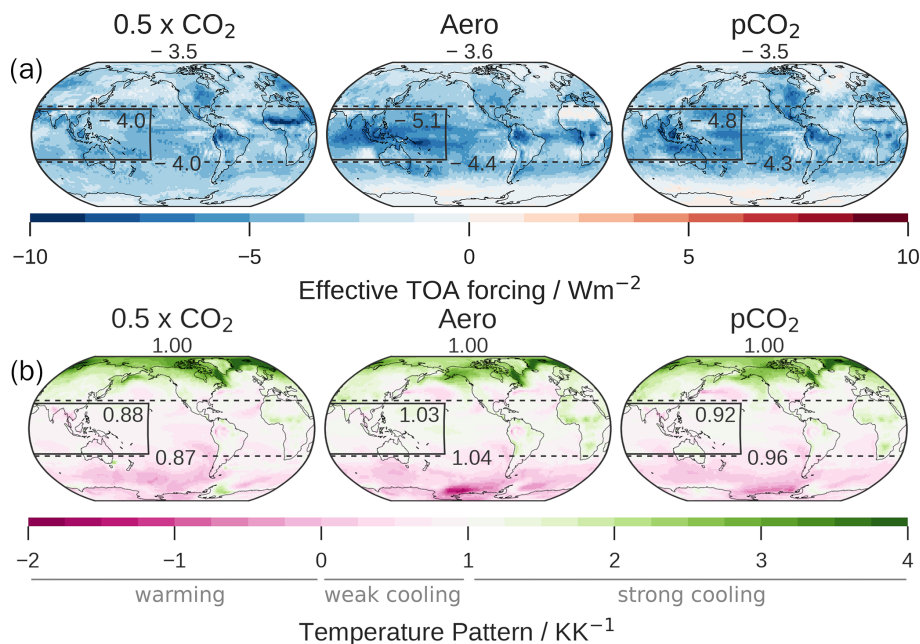 0.5 x CO₂ Aero pCO₂
− 3.5 − 3.6 − 3.5
(a)
− 4.0 − 5.1 − 4.8
− 4.0 − 4.4 − 4.3
−10 −5 0 5 10
Effective TOA forcing / Wm⁻²
0.5 x CO₂ Aero pCO₂
1.00 1.00 1.00
(b)
0.88 1.03 0.92
0.87 1.04 0.96
−2 −1 0 1 2 3 4
warming weak cooling strong cooling
Temperature Pattern / KK⁻¹